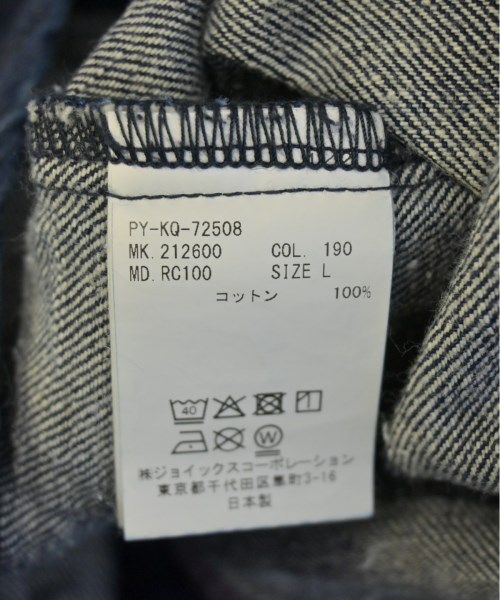 PY-KQ-72508
MK. 212600 COL. 190
MD. RC100 SIZE L
コットン 100%
40
W
株ジョイックスコーポレーション
東京都千代田区麹町3-16
日本製